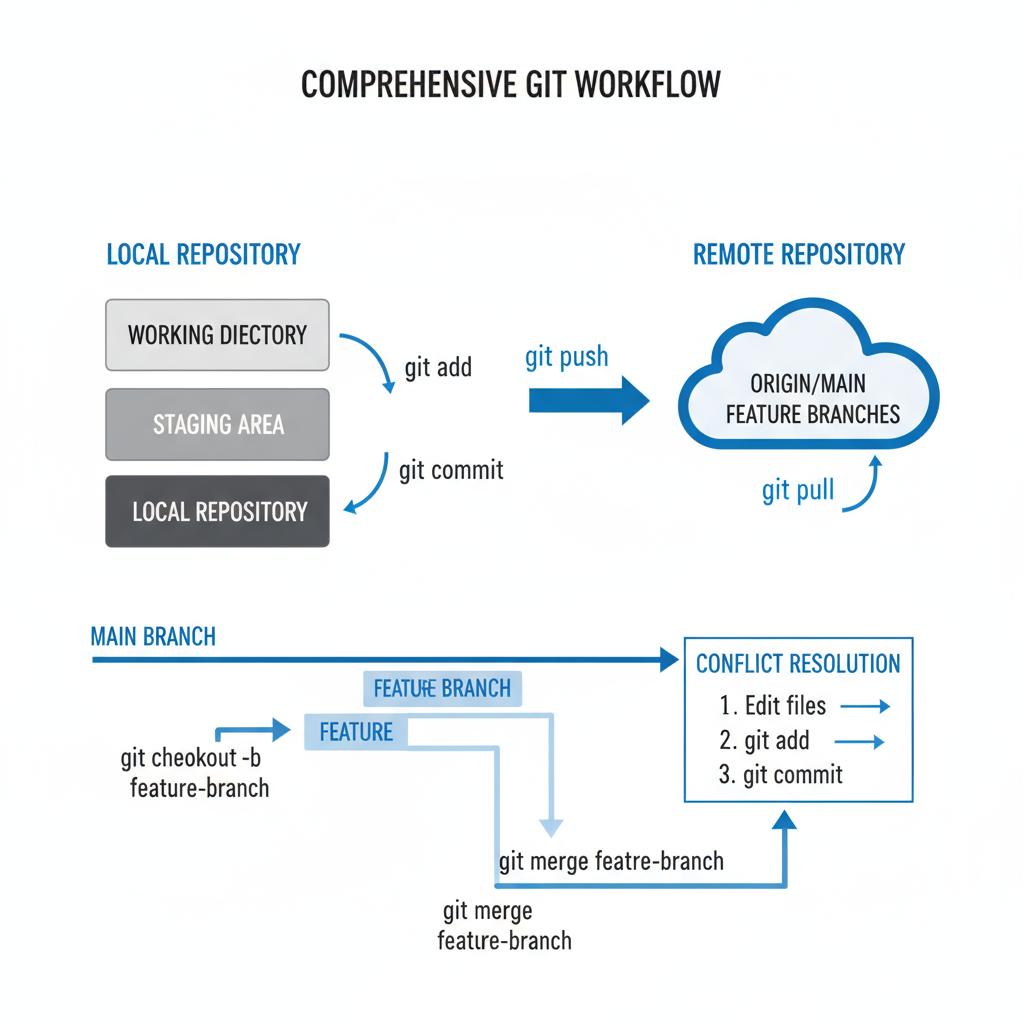 COMPREHENSIVE GIT WORKFLOW
LOCAL REPOSITORY
REMOTE REPOSITORY
WORKING DIECTORY
git add
STAGING AREA
git commit
LOCAL REPOSITORY
git push
ORIGIN/MAIN
FEATURE BRANCHES
git pull
MAIN BRANCH
FEATURE BRANCH
FEATURE
git cheokout -b
feature-branch
CONFLICT RESOLUTION
1. Edit files
2. git add
3. git commit
git merge featre-branch
git merge
feature-branch